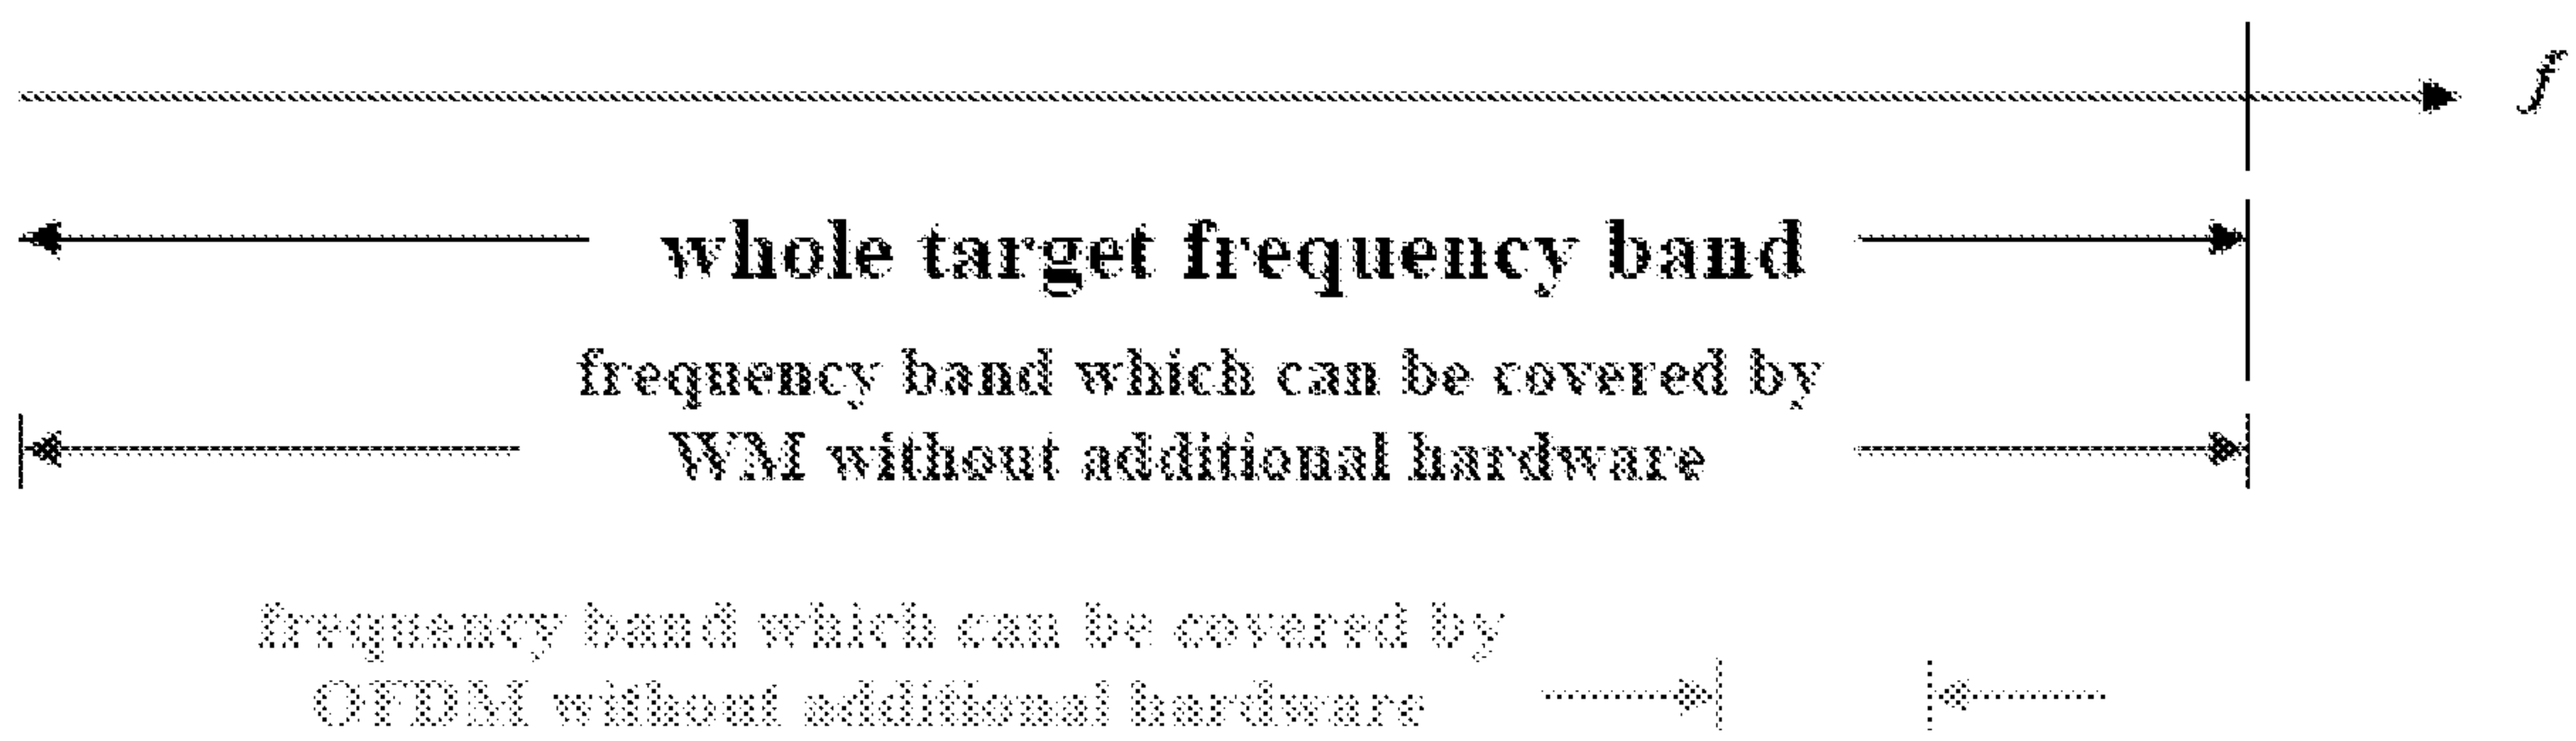 f
whole target frequency band
frequency band which can be covered by
WM without additional hardware
frequency band which can be covered by
OFDM without additional hardware